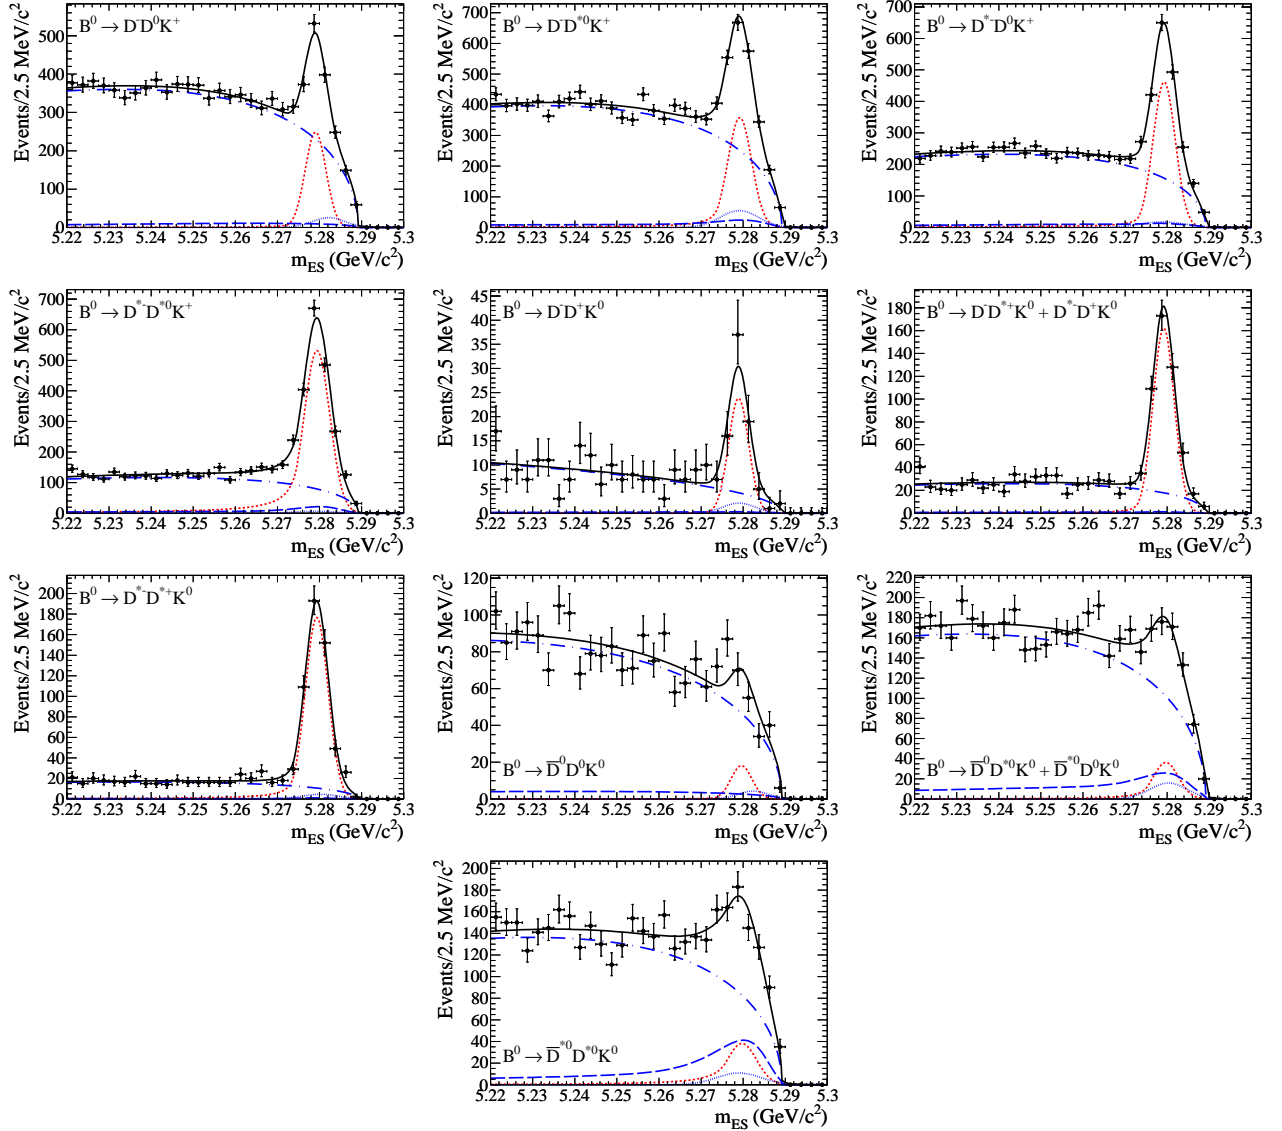 B⁰ → D⁻D⁰K⁺
Events/2.5 MeV/c²
0 100 200 300 400 500
5.22 5.23 5.24 5.25 5.26 5.27 5.28 5.29 5.3
m_ES (GeV/c²)
B⁰ → D⁻D*⁰K⁺
Events/2.5 MeV/c²
0 100 200 300 400 500 600 700
5.22 5.23 5.24 5.25 5.26 5.27 5.28 5.29 5.3
m_ES (GeV/c²)
B⁰ → D*⁻D⁰K⁺
Events/2.5 MeV/c²
0 100 200 300 400 500 600 700
5.22 5.23 5.24 5.25 5.26 5.27 5.28 5.29 5.3
m_ES (GeV/c²)
B⁰ → D*⁻D*⁰K⁺
Events/2.5 MeV/c²
0 100 200 300 400 500 600 700
5.22 5.23 5.24 5.25 5.26 5.27 5.28 5.29 5.3
m_ES (GeV/c²)
B⁰ → D⁻D⁺K⁰
Events/2.5 MeV/c²
0 5 10 15 20 25 30 35 40 45
5.22 5.23 5.24 5.25 5.26 5.27 5.28 5.29 5.3
m_ES (GeV/c²)
B⁰ → D⁻D*⁺K⁰ + D*⁻D⁺K⁰
Events/2.5 MeV/c²
0 20 40 60 80 100 120 140 160 180
5.22 5.23 5.24 5.25 5.26 5.27 5.28 5.29 5.3
m_ES (GeV/c²)
B⁰ → D*⁻D*⁺K⁰
Events/2.5 MeV/c²
0 20 40 60 80 100 120 140 160 180 200
5.22 5.23 5.24 5.25 5.26 5.27 5.28 5.29 5.3
m_ES (GeV/c²)
B⁰ → D̅⁰D⁰K⁰
Events/2.5 MeV/c²
0 20 40 60 80 100 120
5.22 5.23 5.24 5.25 5.26 5.27 5.28 5.29 5.3
m_ES (GeV/c²)
B⁰ → D̅⁰D*⁰K⁰ + D̅*⁰D⁰K⁰
Events/2.5 MeV/c²
0 20 40 60 80 100 120 140 160 180 200 220
5.22 5.23 5.24 5.25 5.26 5.27 5.28 5.29 5.3
m_ES (GeV/c²)
B⁰ → D̅*⁰D*⁰K⁰
Events/2.5 MeV/c²
0 20 40 60 80 100 120 140 160 180 200
5.22 5.23 5.24 5.25 5.26 5.27 5.28 5.29 5.3
m_ES (GeV/c²)